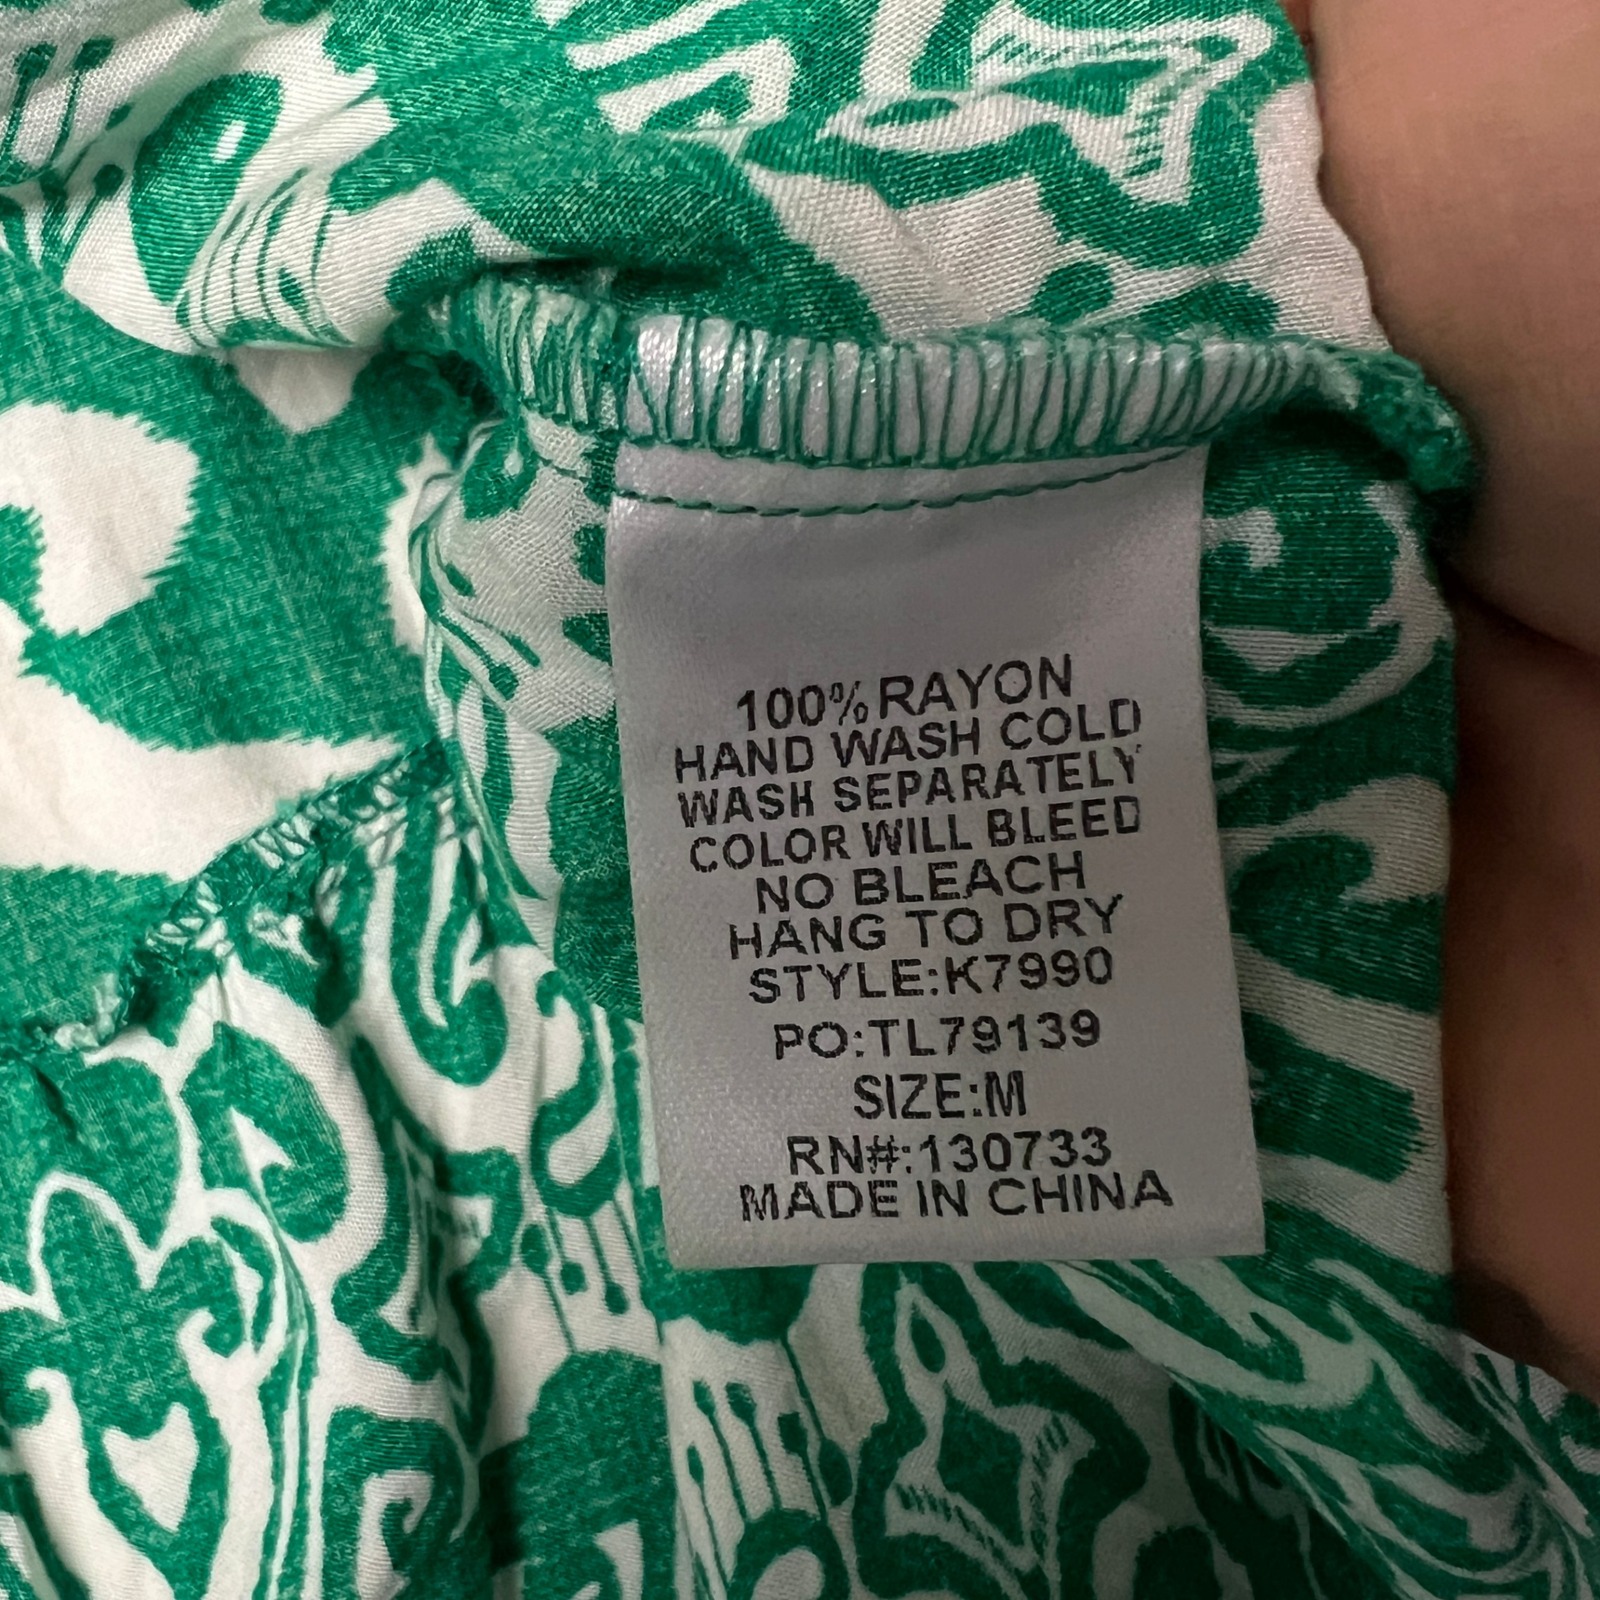 100% RAYON
HAND WASH COLD
WASH SEPARATELY
COLOR WILL BLEED
NO BLEACH
HANG TO DRY
STYLE:K7990
PO:TL79139
SIZE:M
RN#:130733
MADE IN CHINA